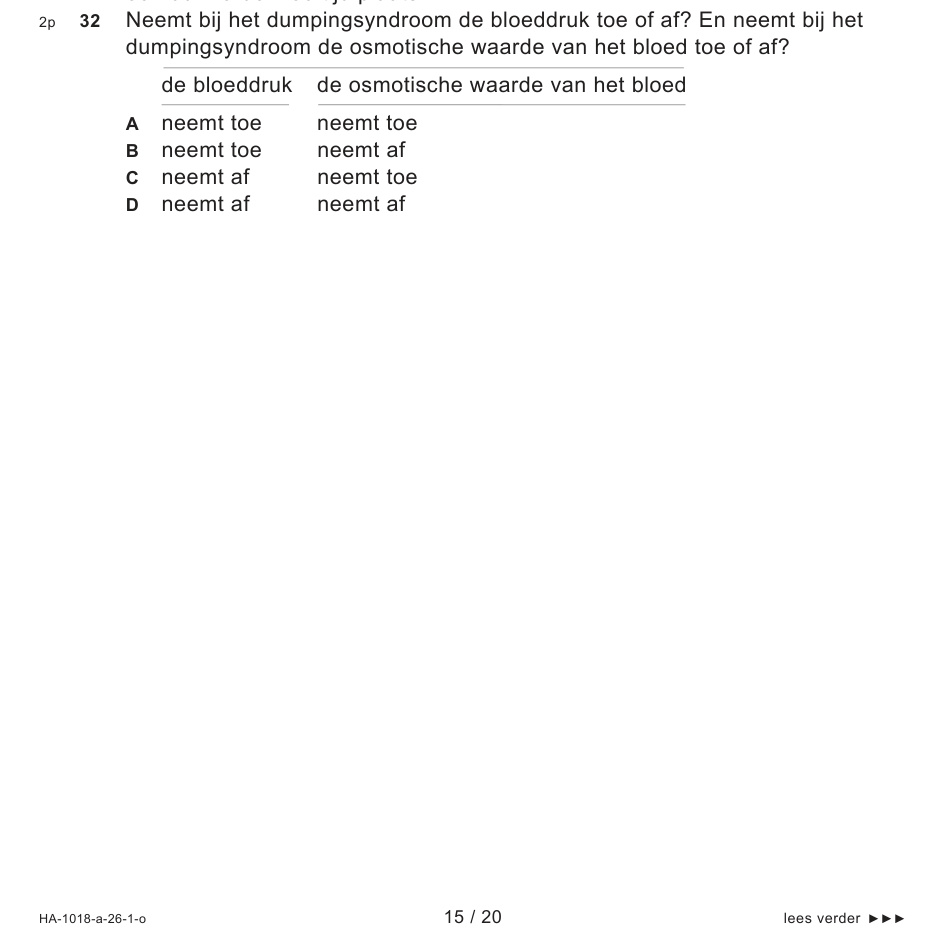 2p 32 Neemt bij het dumpingsyndroom de bloeddruk toe of af? En neemt bij het
dumpingsyndroom de osmotische waarde van het bloed toe of af?
de bloeddruk de osmotische waarde van het bloed
A neemt toe neemt toe
B neemt toe neemt af
C neemt af neemt toe
D neemt af neemt af
HA-1018-a-26-1-o 15 / 20 lees verder ►►►